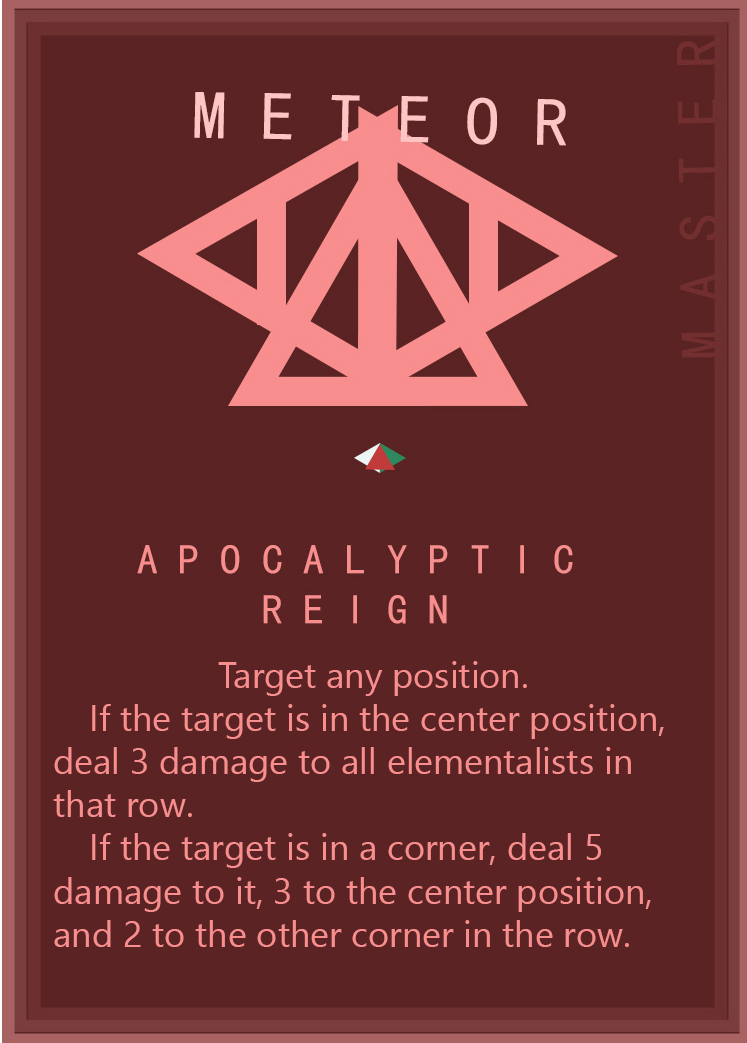 METEOR
MASTER
APOCALYPTIC
REIGN
Target any position.
If the target is in the center position,
deal 3 damage to all elementalists in
that row.
If the target is in a corner, deal 5
damage to it, 3 to the center position,
and 2 to the other corner in the row.